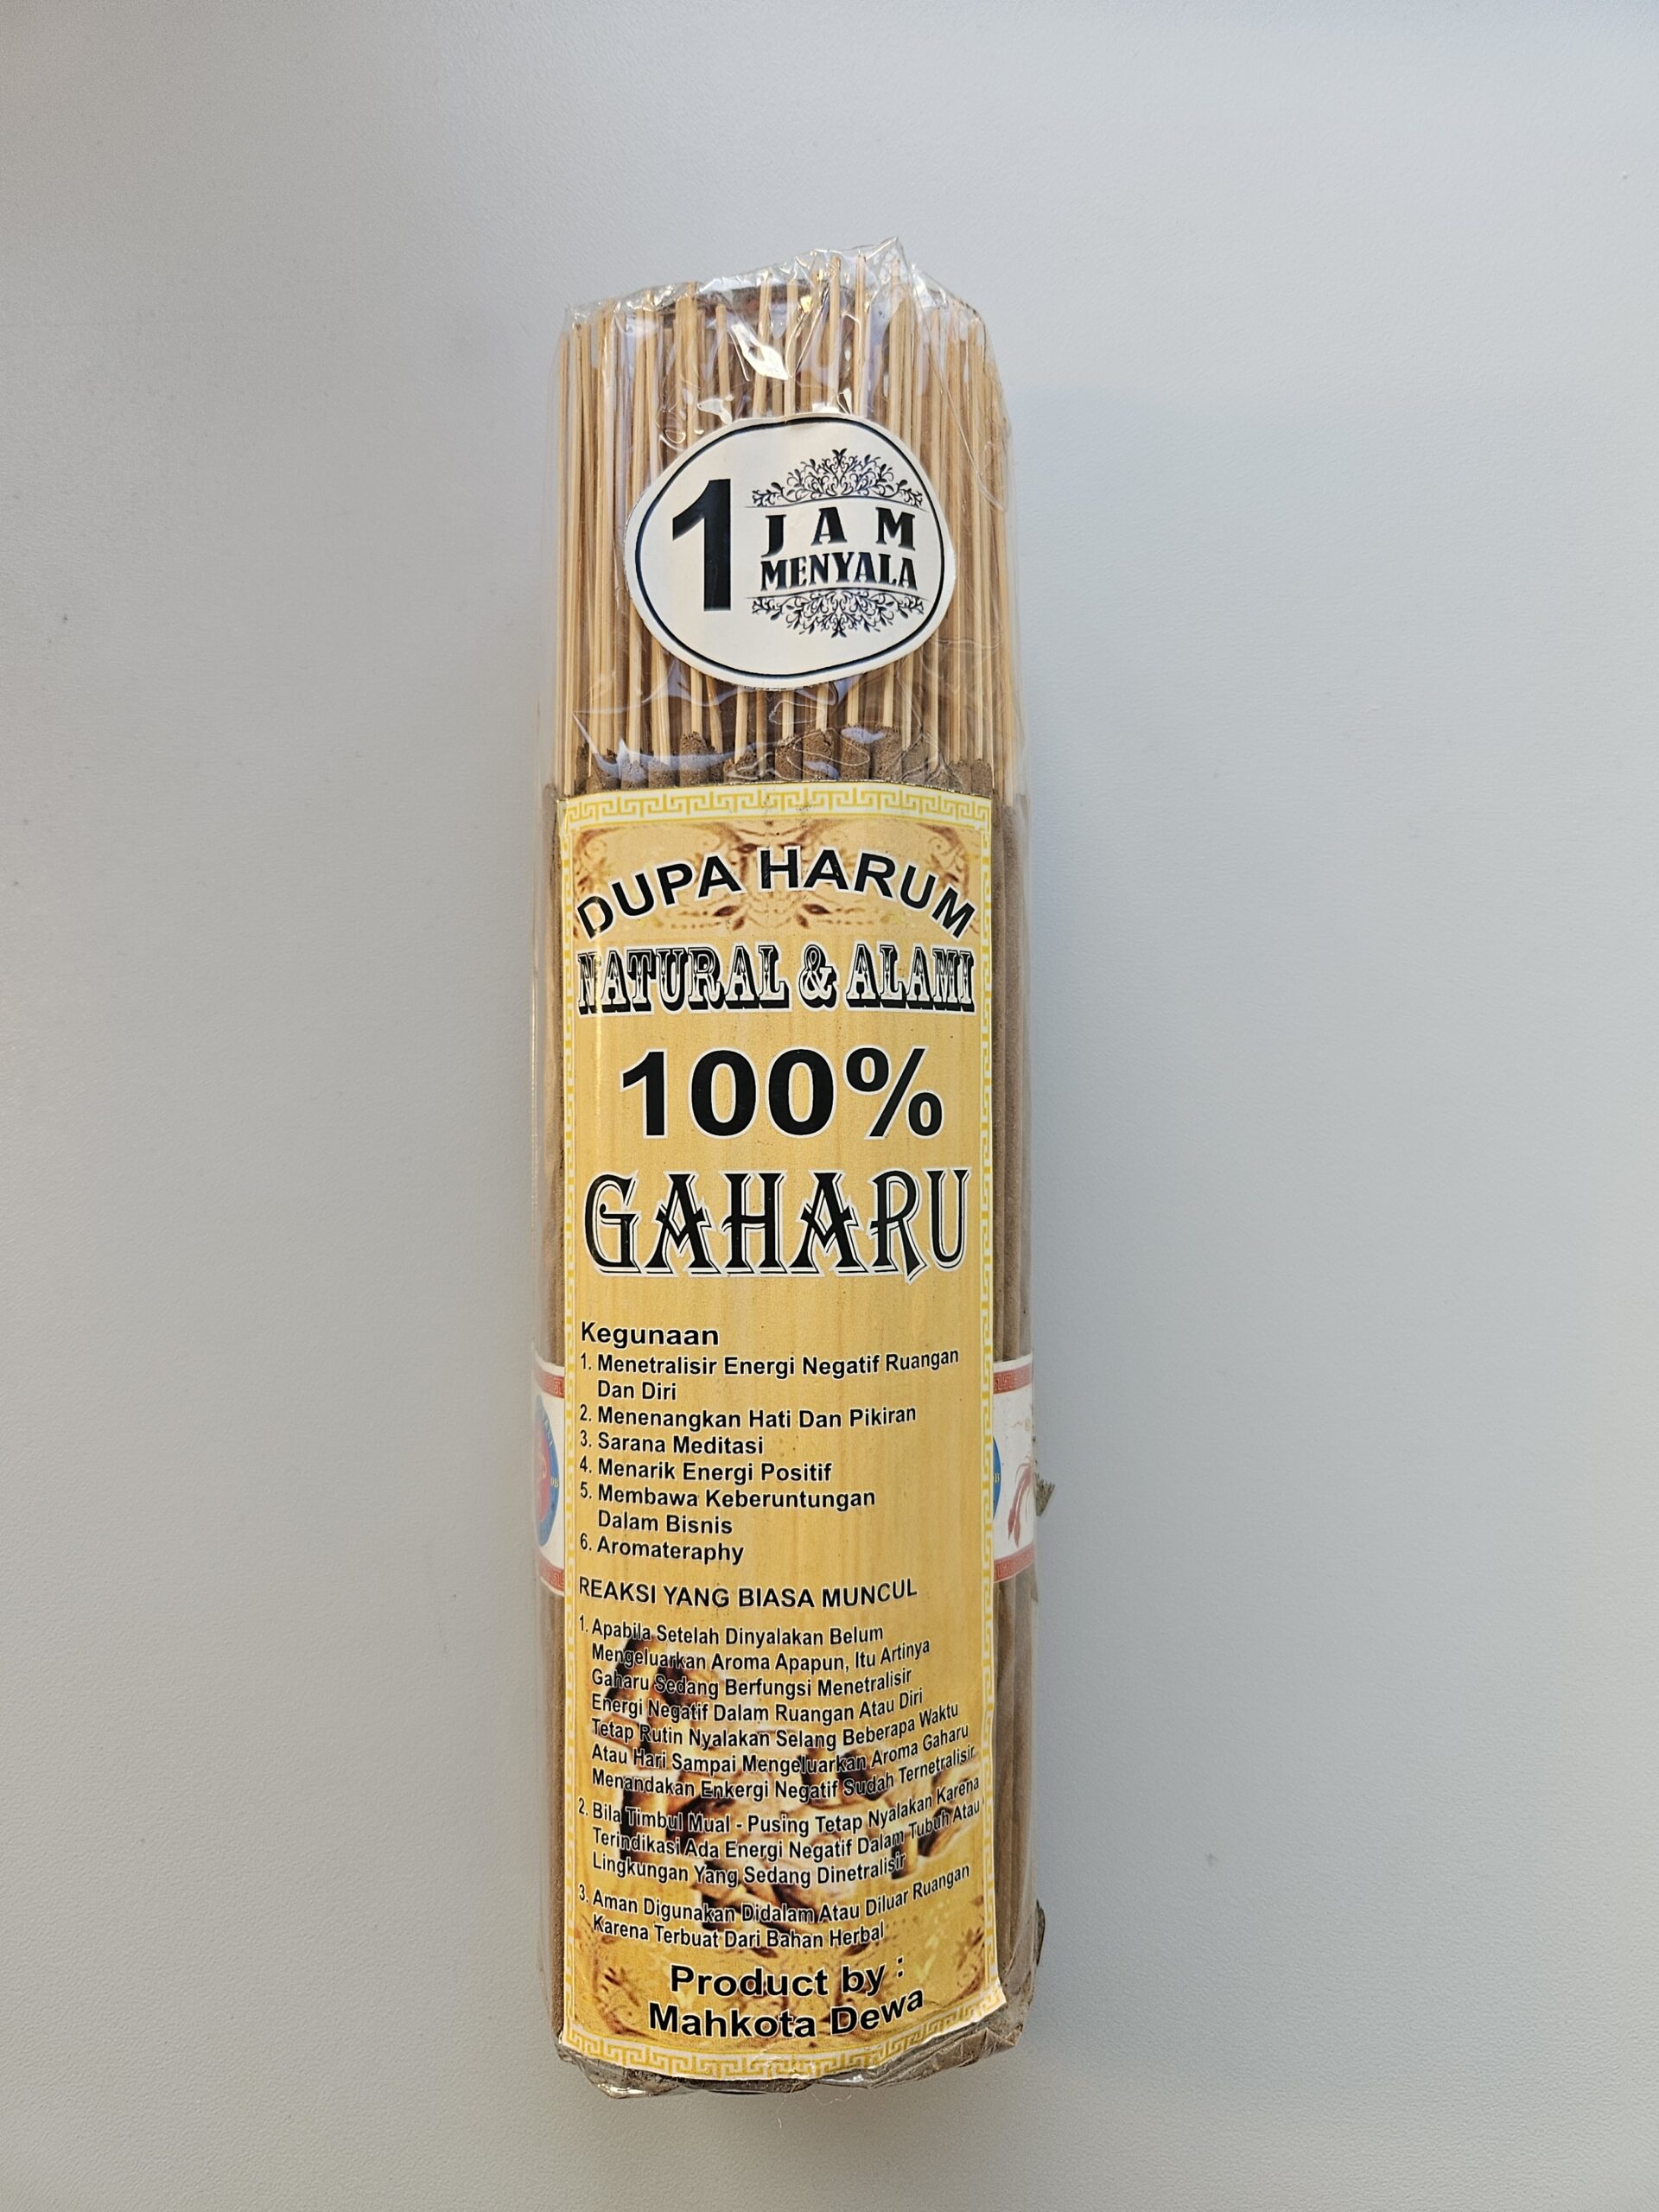 1 JAM
MENYALA
DUPA HARUM
NATURAL & ALAMI
100%
GAHARU
Kegunaan
1. Menetralisir Energi Negatif Ruangan
Dan Diri
2. Menenangkan Hati Dan Pikiran
3. Sarana Meditasi
4. Menarik Energi Positif
5. Membawa Keberuntungan
Dalam Bisnis
6. Aromateraphy
REAKSI YANG BIASA MUNCUL
1. Apabila Setelah Dinyalakan Belum
Mengeluarkan Aroma Apapun, Itu Artinya
Gaharu Sedang Berfungsi Menetralisir
Energi Negatif Dalam Ruangan Atau Diri
Tetap Rutin Nyalakan Selang Beberapa Waktu
Atau Hari Sampai Mengeluarkan Aroma Gaharu
Menandakan Enkergi Negatif Sudah Ternetralisir
2. Bila Timbul Mual - Pusing Tetap Nyalakan Karena
Terindikasi Ada Energi Negatif Dalam Tubuh Atau
Lingkungan Yang Sedang Dinetralisir
3. Aman Digunakan Didalam Atau Diluar Ruangan
Karena Terbuat Dari Bahan Herbal
Product by :
Mahkota Dewa